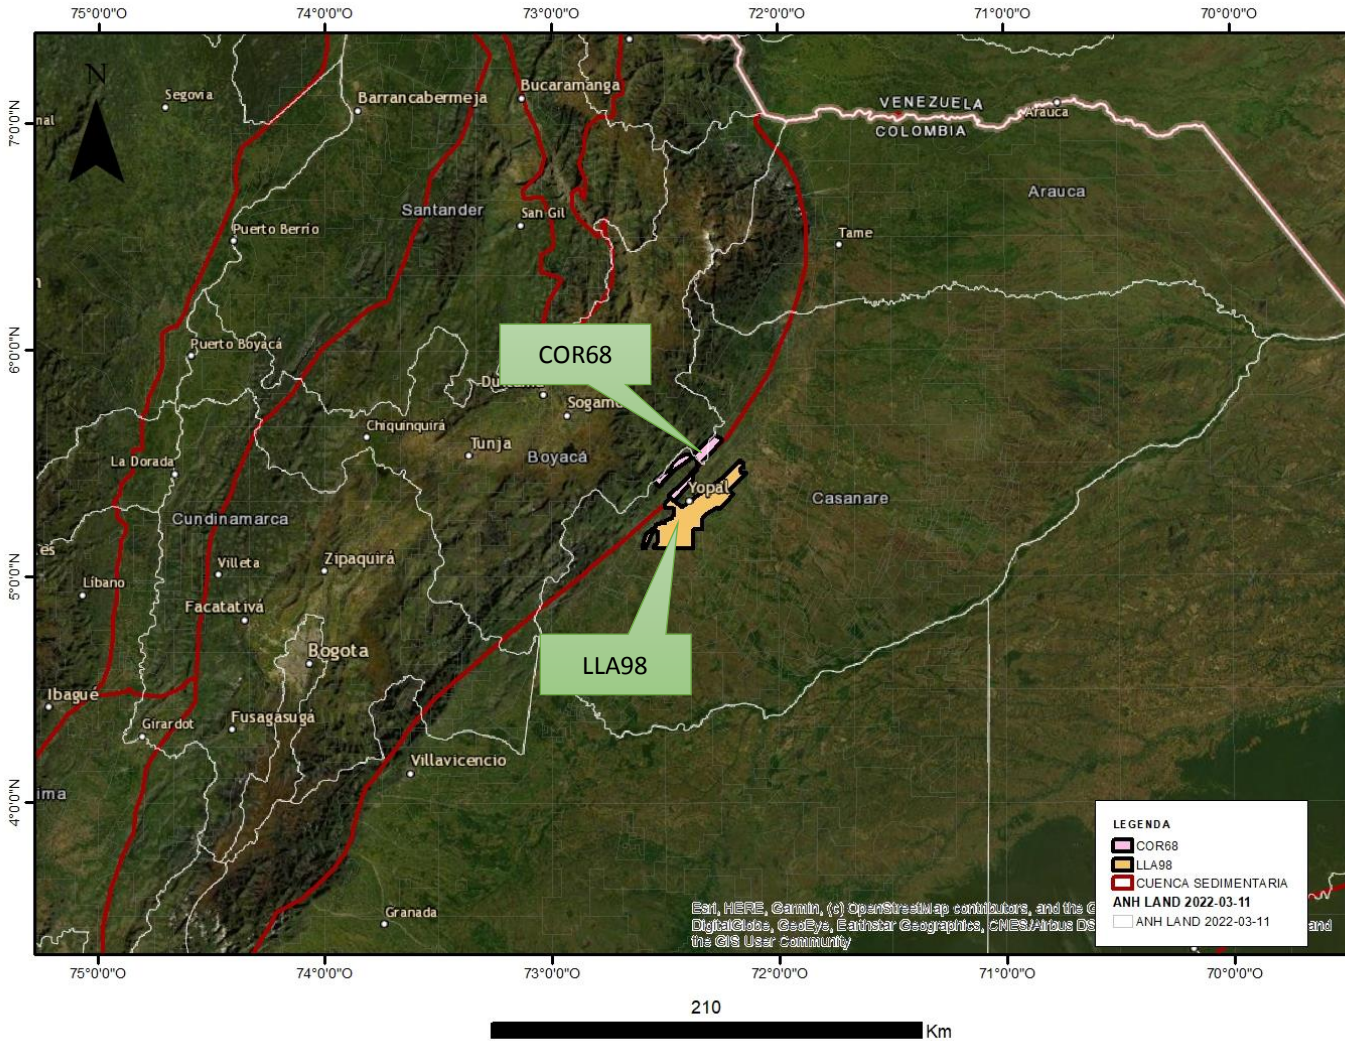 75°0'0"O 74°0'0"O 73°0'0"O 72°0'0"O 71°0'0"O 70°0'0"O
N
Segovia
Barrancabermeja
Bucaramanga
VENEZUELA
COLOMBIA
Arauca
7°0'0"N
nal
Arauca
Santander
San Gil
Puerto Berrío
Tame
6°0'0"N
Puerto Boyacá
COR68
Chiquinquirá
Tunja
Boyacá
La Dorada
Yopal
Casanare
Cundinamarca
es
5°0'0"N
Líbano
Villeta
Zipaquirá
Facatativá
Bogota
LLA98
Ibagué
Girardot
Fusagasugá
Villavicencio
4°0'0"N
ima
Granada
LEGENDA
COR68
LLA98
CUENCA SEDIMENTARIA
ANH LAND 2022-03-11
ANH LAND 2022-03-11
Esri, HERE, Garmin, (c) OpenStreetMap contributors, and the G
DigitalGlobe, GeoEye, Earthstar Geographics, CNES/Airbus DS and
the GIS User Community
75°0'0"O 74°0'0"O 73°0'0"O 72°0'0"O 71°0'0"O 70°0'0"O
210
Km